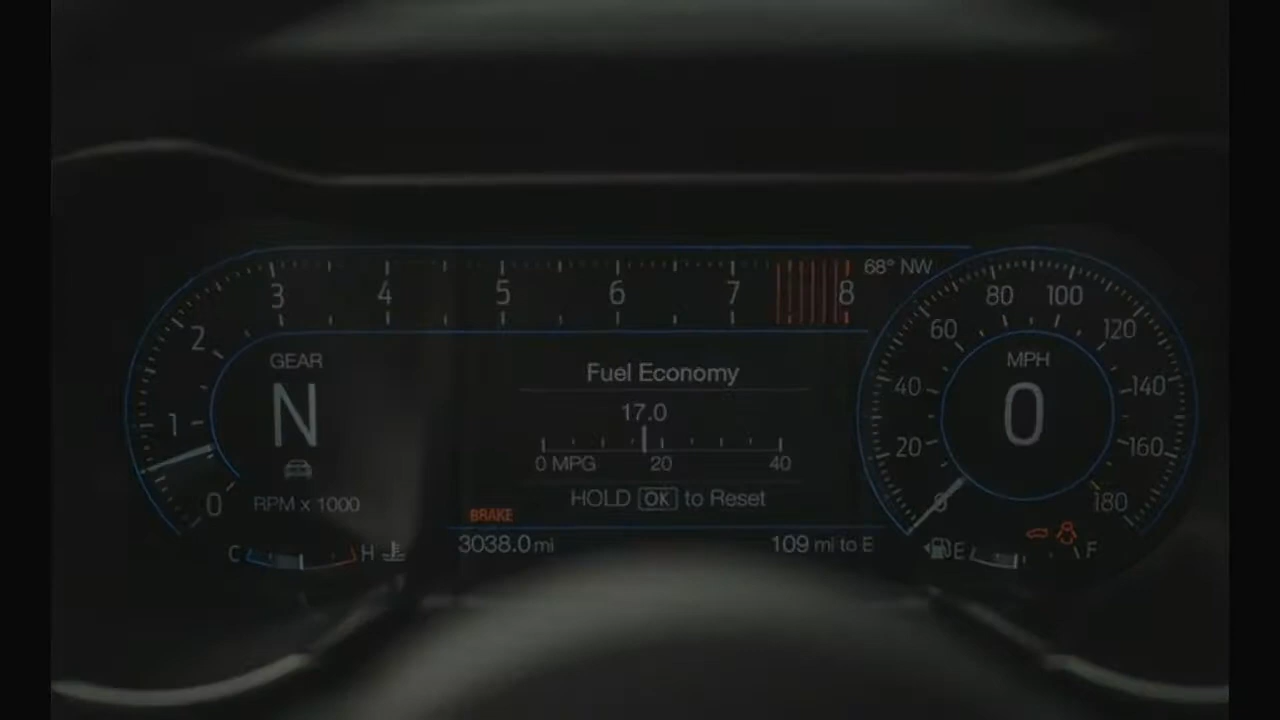 68° NW
3 4 5 6 7 8
2
1
0
GEAR
N
RPM x 1000
C H
Fuel Economy
17.0
0 MPG 20 40
HOLD OK to Reset
BRAKE
3038.0 mi 109 mi to E
80 100
60 120
40 140
20 160
0 180
MPH
0
E F